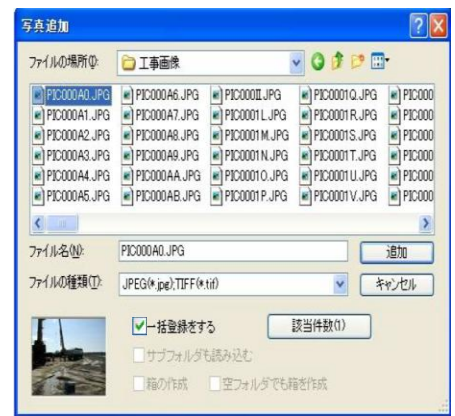 写真追加
ファイルの場所(I):
工事画像
PIC000A0.JPG PIC000A6.JPG PIC000II.JPG PIC0001Q.JPG PIC000
PIC000A1.JPG PIC000A7.JPG PIC0001L.JPG PIC0001R.JPG PIC000
PIC000A2.JPG PIC000A8.JPG PIC0001M.JPG PIC0001S.JPG PIC000
PIC000A3.JPG PIC000A9.JPG PIC0001N.JPG PIC0001T.JPG PIC000
PIC000A4.JPG PIC000AA.JPG PIC0001O.JPG PIC0001U.JPG PIC000
PIC000A5.JPG PIC000AB.JPG PIC0001P.JPG PIC0001V.JPG PIC000
ファイル名(N): PIC000A0.JPG 追加
ファイルの種類(T): JPEG(*.jpg);TIFF(*.tif) キャンセル
一括登録をする 該当件数(1)
サブフォルダも読み込む
箱の作成 空フォルダでも箱を作成